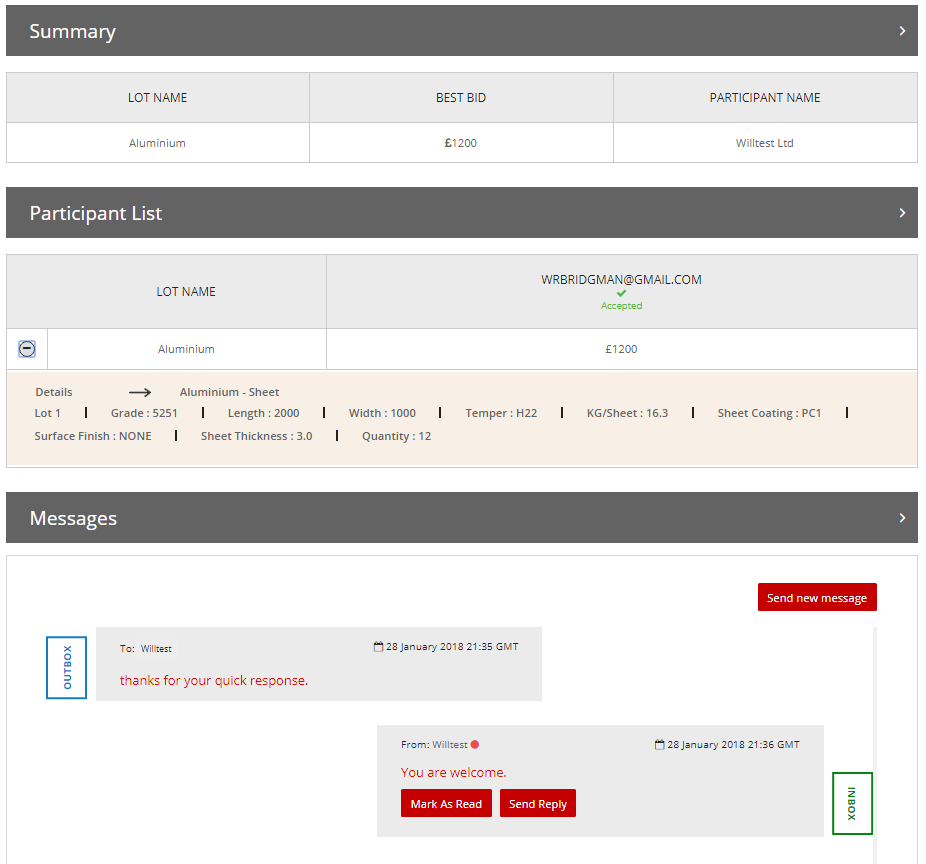 Summary
LOT NAME BEST BID PARTICIPANT NAME
Aluminium £1200 Willtest Ltd
Participant List
LOT NAME WRBRIDGMAN@GMAIL.COM
Accepted
Aluminium £1200
Details Aluminium - Sheet
Lot 1 | Grade : 5251 | Length : 2000 | Width : 1000 | Temper : H22 | KG/Sheet : 16.3 | Sheet Coating : PC1 |
Surface Finish : NONE | Sheet Thickness : 3.0 | Quantity : 12
Messages
Send new message
OUTBOX
To: Willtest 28 January 2018 21:35 GMT
thanks for your quick response.
From: Willtest 28 January 2018 21:36 GMT
You are welcome.
Mark As Read Send Reply
INBOX